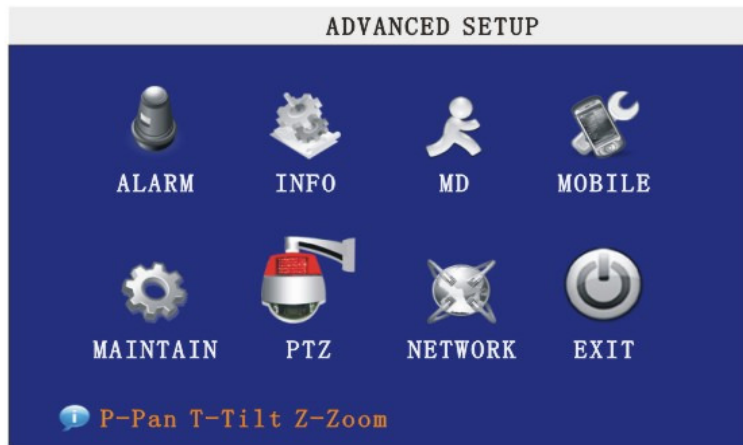 ADVANCED SETUP
ALARM INFO MD MOBILE
MAINTAIN PTZ NETWORK EXIT
P-Pan T-Tilt Z-Zoom